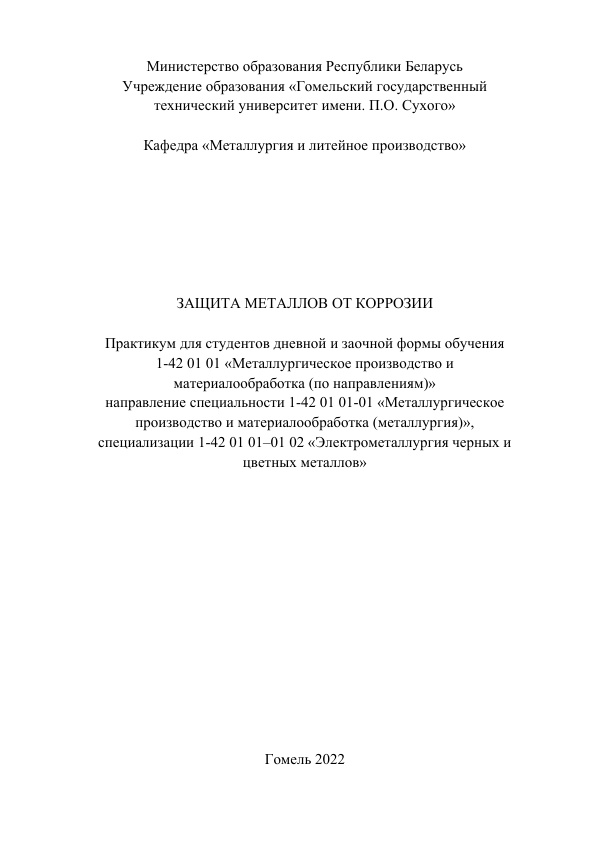 Министерство образования Республики Беларусь
Учреждение образования «Гомельский государственный
технический университет имени. П.О. Сухого»
Кафедра «Металлургия и литейное производство»
ЗАЩИТА МЕТАЛЛОВ ОТ КОРРОЗИИ
Практикум для студентов дневной и заочной формы обучения
1-42 01 01 «Металлургическое производство и
материалообработка (по направлениям)»
направление специальности 1-42 01 01-01 «Металлургическое
производство и материалообработка (металлургия)»,
специализации 1-42 01 01–01 02 «Электрометаллургия черных и
цветных металлов»
Гомель 2022